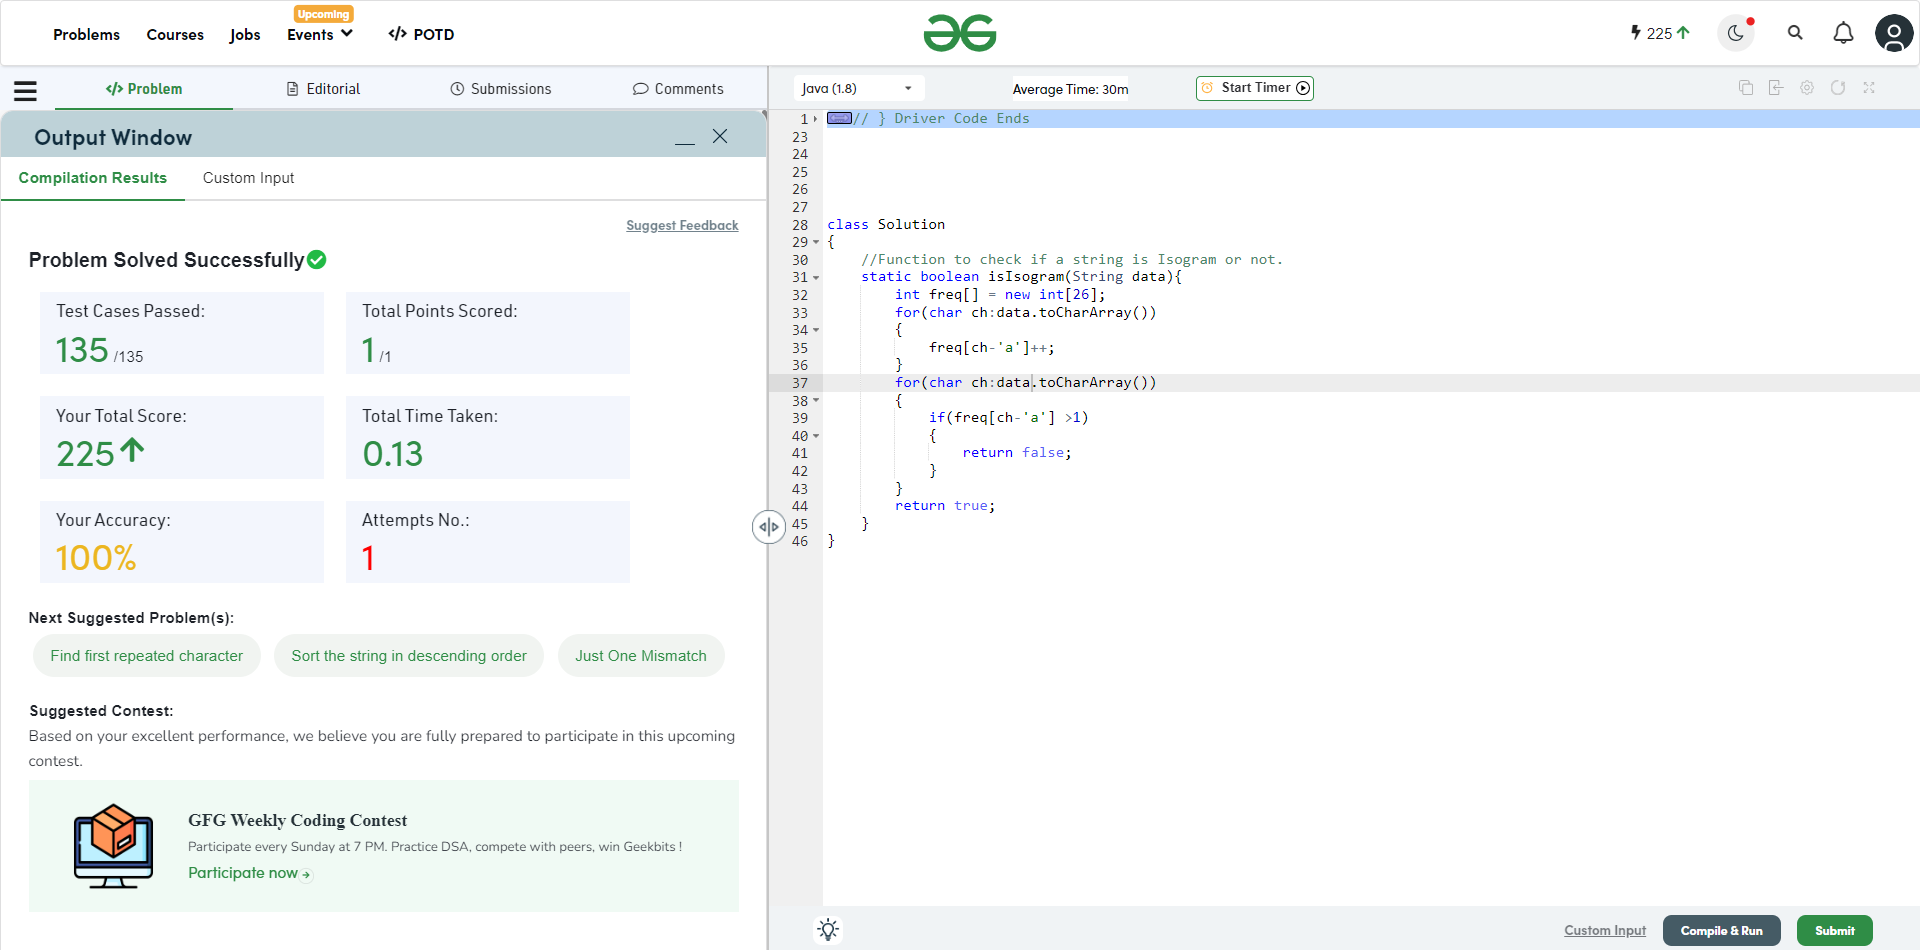 Upcoming
Problems Courses Jobs Events </> POTD
225
</> Problem Editorial Submissions Comments
Java (1.8) Average Time: 30m Start Timer
Output Window
Compilation Results Custom Input
Suggest Feedback
Problem Solved Successfully
Test Cases Passed: Total Points Scored:
135 /135 1 /1
Your Total Score: Total Time Taken:
225 0.13
Your Accuracy: Attempts No.:
100% 1
Next Suggested Problem(s):
Find first repeated character Sort the string in descending order Just One Mismatch
Suggested Contest:
Based on your excellent performance, we believe you are fully prepared to participate in this upcoming
contest.
GFG Weekly Coding Contest
Participate every Sunday at 7 PM. Practice DSA, compete with peers, win Geekbits !
Participate now
1 // } Driver Code Ends
23
24
25
26
27
28 class Solution
29 {
30 //Function to check if a string is Isogram or not.
31 static boolean isIsogram(String data){
32 int freq[] = new int[26];
33 for(char ch:data.toCharArray())
34 {
35 freq[ch-'a']++;
36 }
37 for(char ch:data.toCharArray())
38 {
39 if(freq[ch-'a'] >1)
40 {
41 return false;
42 }
43 }
44 return true;
45 }
46 }
Custom Input Compile & Run Submit